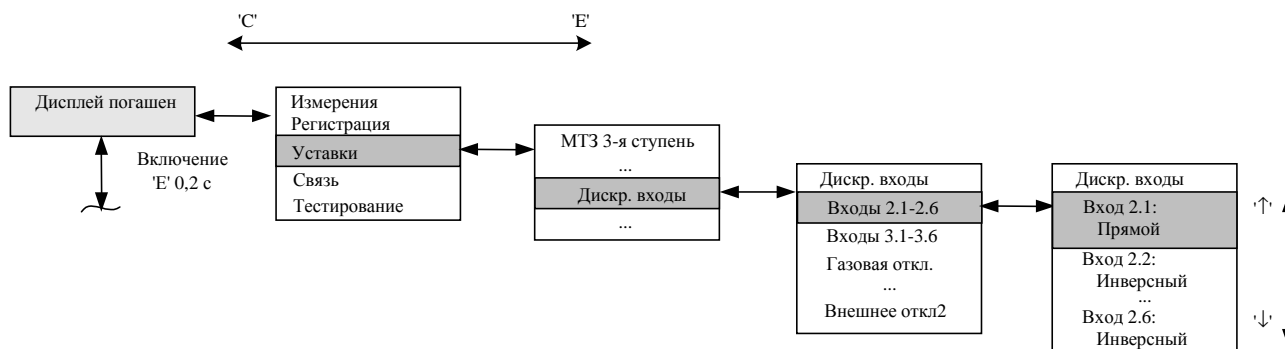 'С' 'Е'
Дисплей погашен
Включение
'Е' 0,2 с
Измерения
Регистрация
Уставки
Связь
Тестирование
МТЗ 3-я ступень
...
Дискр. входы
...
Дискр. входы
Входы 2.1-2.6
Входы 3.1-3.6
Газовая откл.
...
Внешнее откл2
Дискр. входы
Вход 2.1:
Прямой
Вход 2.2:
Инверсный
...
Вход 2.6:
Инверсный
'↑'
'↓'